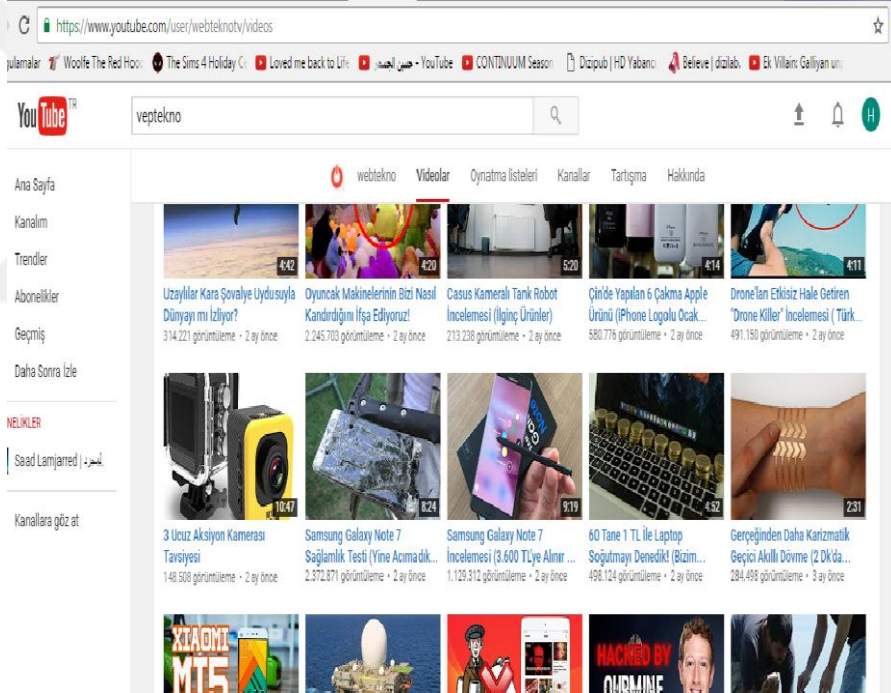 https://www.youtube.com/user/webteknotv/videos
ygulamalar Woolfe The Red Hoo The Sims 4 Holiday C Loved me back to Life - YouTube CONTINUUM Season Dizipub | HD Yabanc Believe | dizilab. Ek Villain: Galliyan un
You Tube TR
veptekno
H
webtekno Videolar Oynatma listeleri Kanallar Tartışma Hakkında
Ana Sayfa
Kanalım
Trendler
Abonelikler
Geçmiş
Daha Sonra İzle
NELİKLER
Saad Lamjarred |
Kanallara göz at
4:42 4:20 5:20 4:14 4:11
Uzaylılar Kara Şovalye Uydusuyla
Dünyayı mı İzliyor?
314.221 görüntüleme • 2 ay önce
Oyuncak Makinelerinin Bizi Nasıl
Kandırdığını İfşa Ediyoruz!
2.245.703 görüntüleme • 2 ay önce
Casus Kameralı Tank Robot
İncelemesi (İlginç Ürünler)
213.238 görüntüleme • 2 ay önce
Çin'de Yapılan 6 Çakma Apple
Ürünü (iPhone Logolu Ocak...
580.776 görüntüleme • 2 ay önce
Drone'ları Etkisiz Hale Getiren
"Drone Killer" İncelemesi ( Türk...
491.150 görüntüleme • 2 ay önce
Note
10:47 8:24 9:19 4:52 2:31
3 Ucuz Aksiyon Kamerası
Tavsiyesi
148.508 görüntüleme • 2 ay önce
Samsung Galaxy Note 7
Sağlamlık Testi (Yine Acımadık...
2.372.871 görüntüleme • 2 ay önce
Samsung Galaxy Note 7
İncelemesi (3.600 TL'ye Alınır ...
1.129.312 görüntüleme • 2 ay önce
60 Tane 1 TL İle Laptop
Soğutmayı Denedik! (Bizim...
498.124 görüntüleme • 2 ay önce
Gerçeğinden Daha Karizmatik
Geçici Akıllı Dövme (2 Dk'da...
284.498 görüntüleme • 3 ay önce
XIAOMI
MI5
HACKED BY
OURMINE